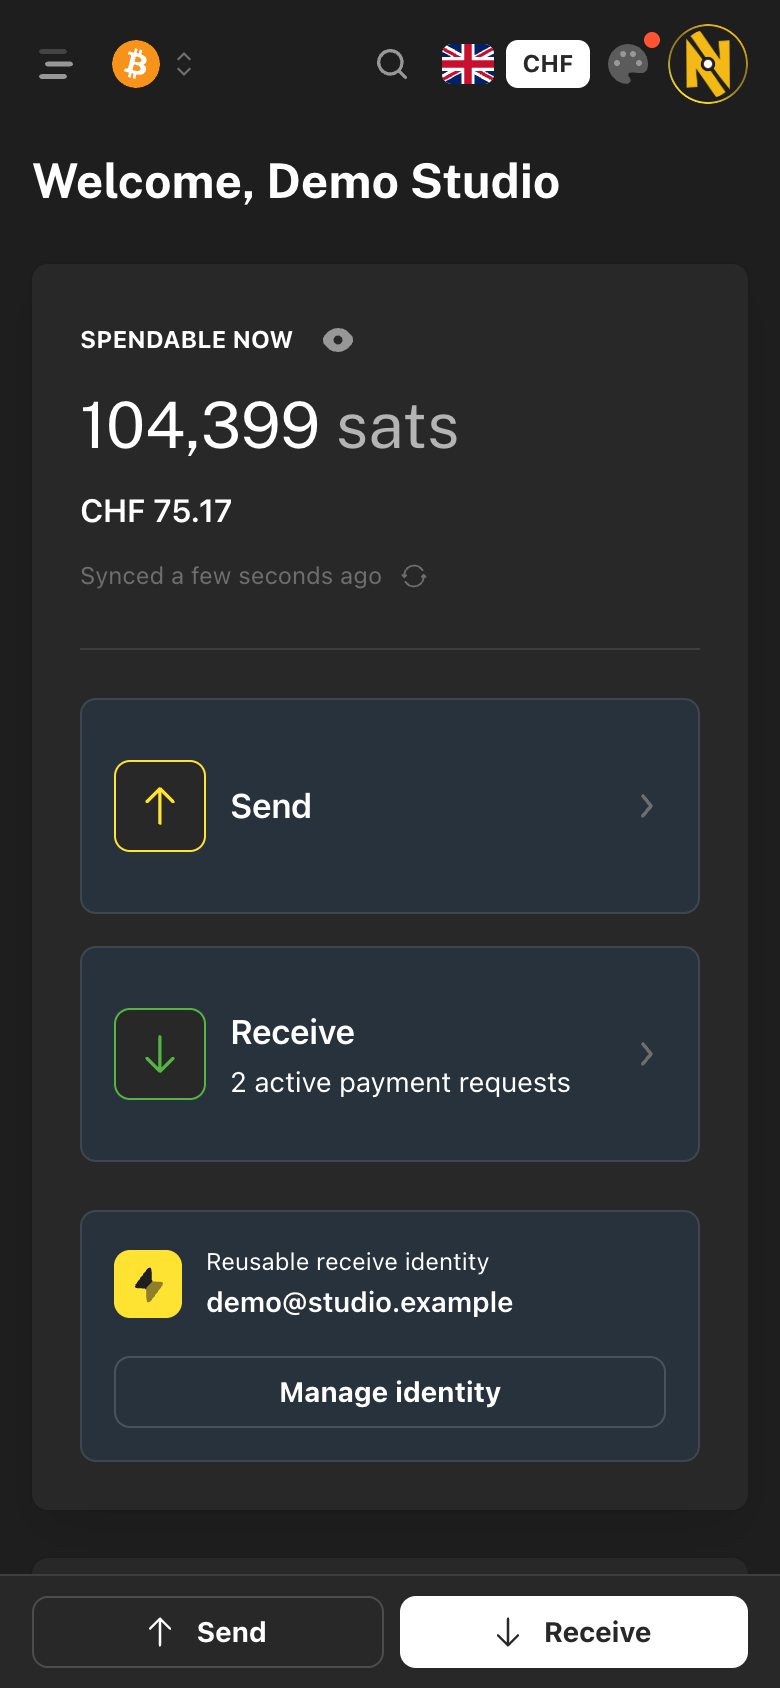 CHF
Welcome, Demo Studio
SPENDABLE NOW
104,399 sats
CHF 75.17
Synced a few seconds ago
Send
Receive
2 active payment requests
Reusable receive identity
demo@studio.example
Manage identity
Send
Receive